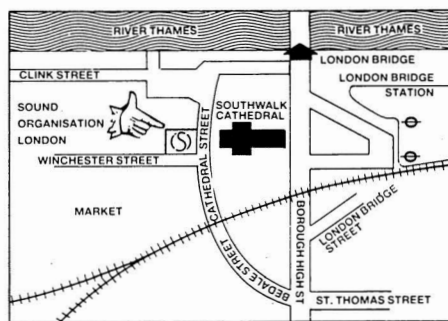 RIVER THAMES
RIVER THAMES
CLINK STREET
LONDON BRIDGE
LONDON BRIDGE
STATION
SOUND
ORGANISATION
LONDON
SOUTHWALK
CATHEDRAL
WINCHESTER STREET
CATHEDRAL STREET
MARKET
BOROUGH HIGH ST
LONDON BRIDGE
STREET
BEDALE STREET
ST. THOMAS STREET